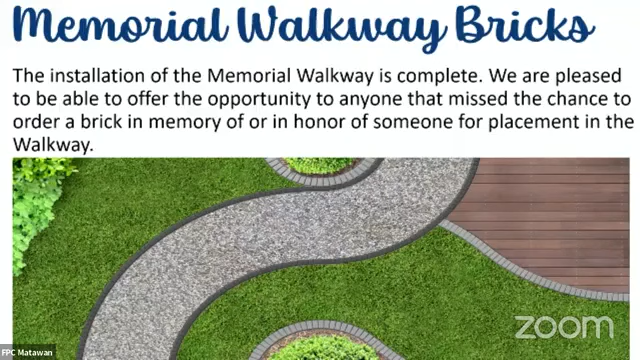 Memorial Walkway Bricks
The installation of the Memorial Walkway is complete. We are pleased
to be able to offer the opportunity to anyone that missed the chance to
order a brick in memory of or in honor of someone for placement in the
Walkway.
zoom
FPC Matawan